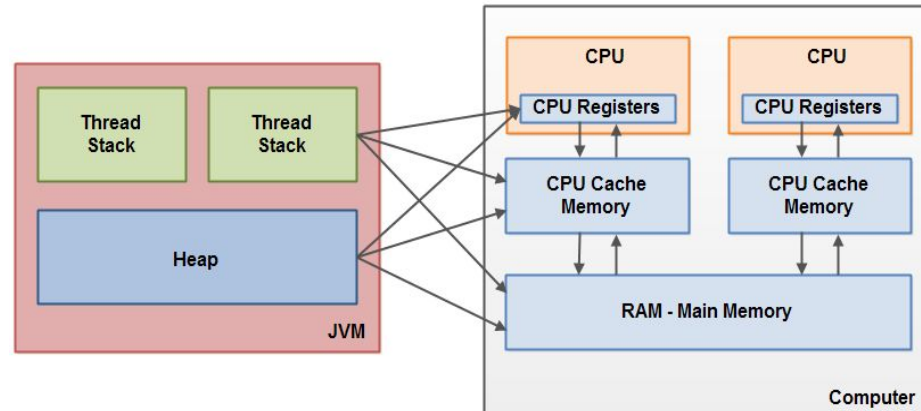 Thread
Stack
Thread
Stack
Heap
JVM
CPU
CPU Registers
CPU Cache
Memory
CPU
CPU Registers
CPU Cache
Memory
RAM - Main Memory
Computer